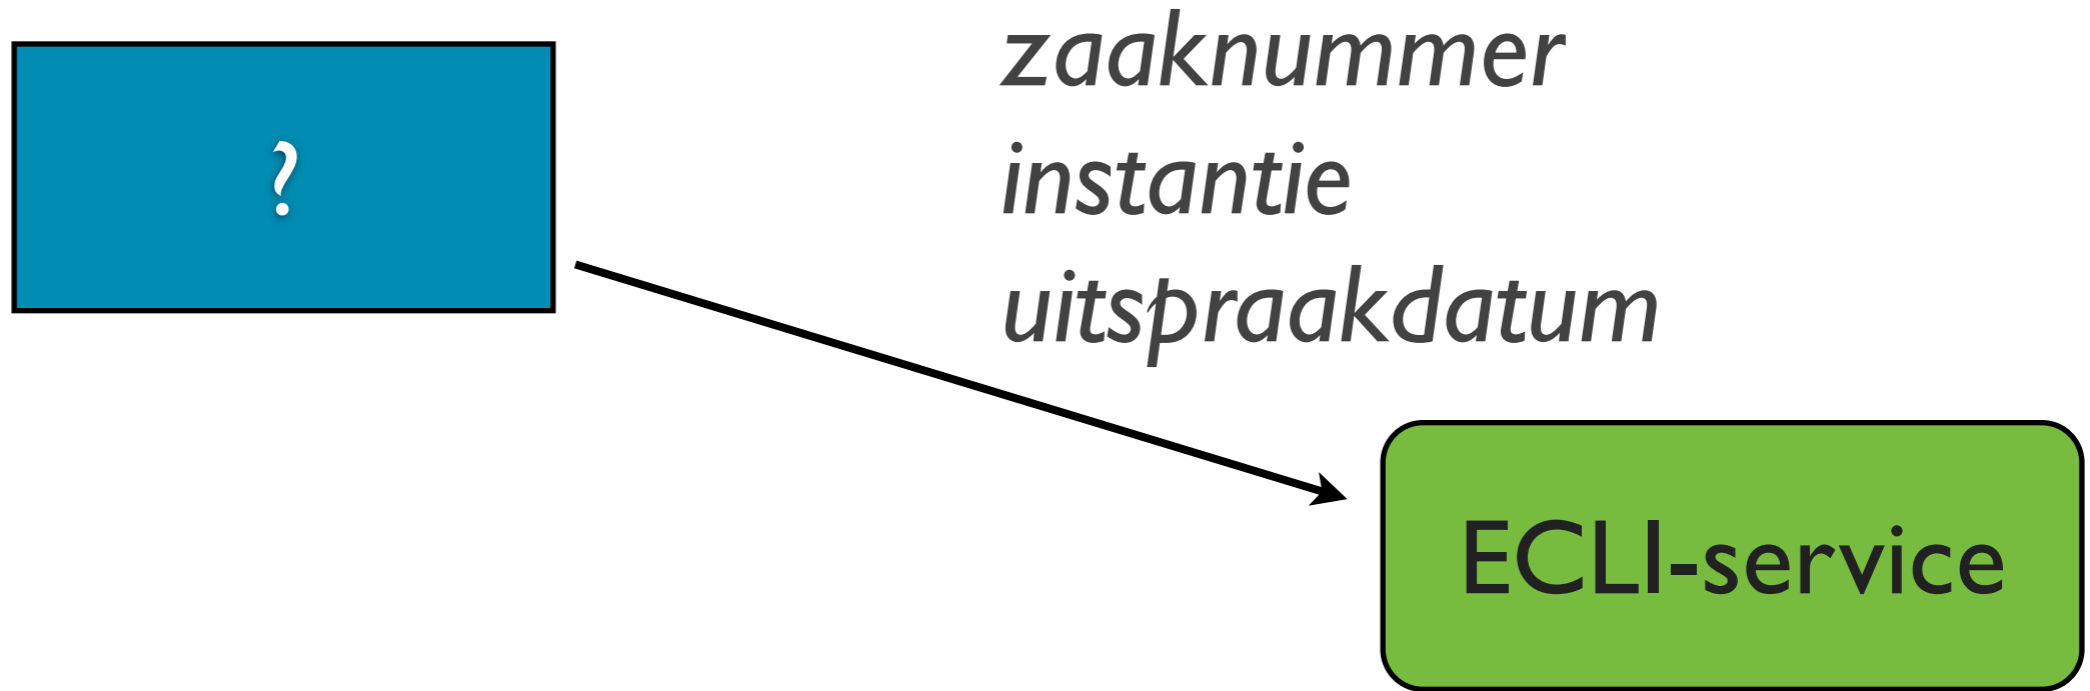 zaaknummer
?
instantie
uitspraakdatum
ECLI-service